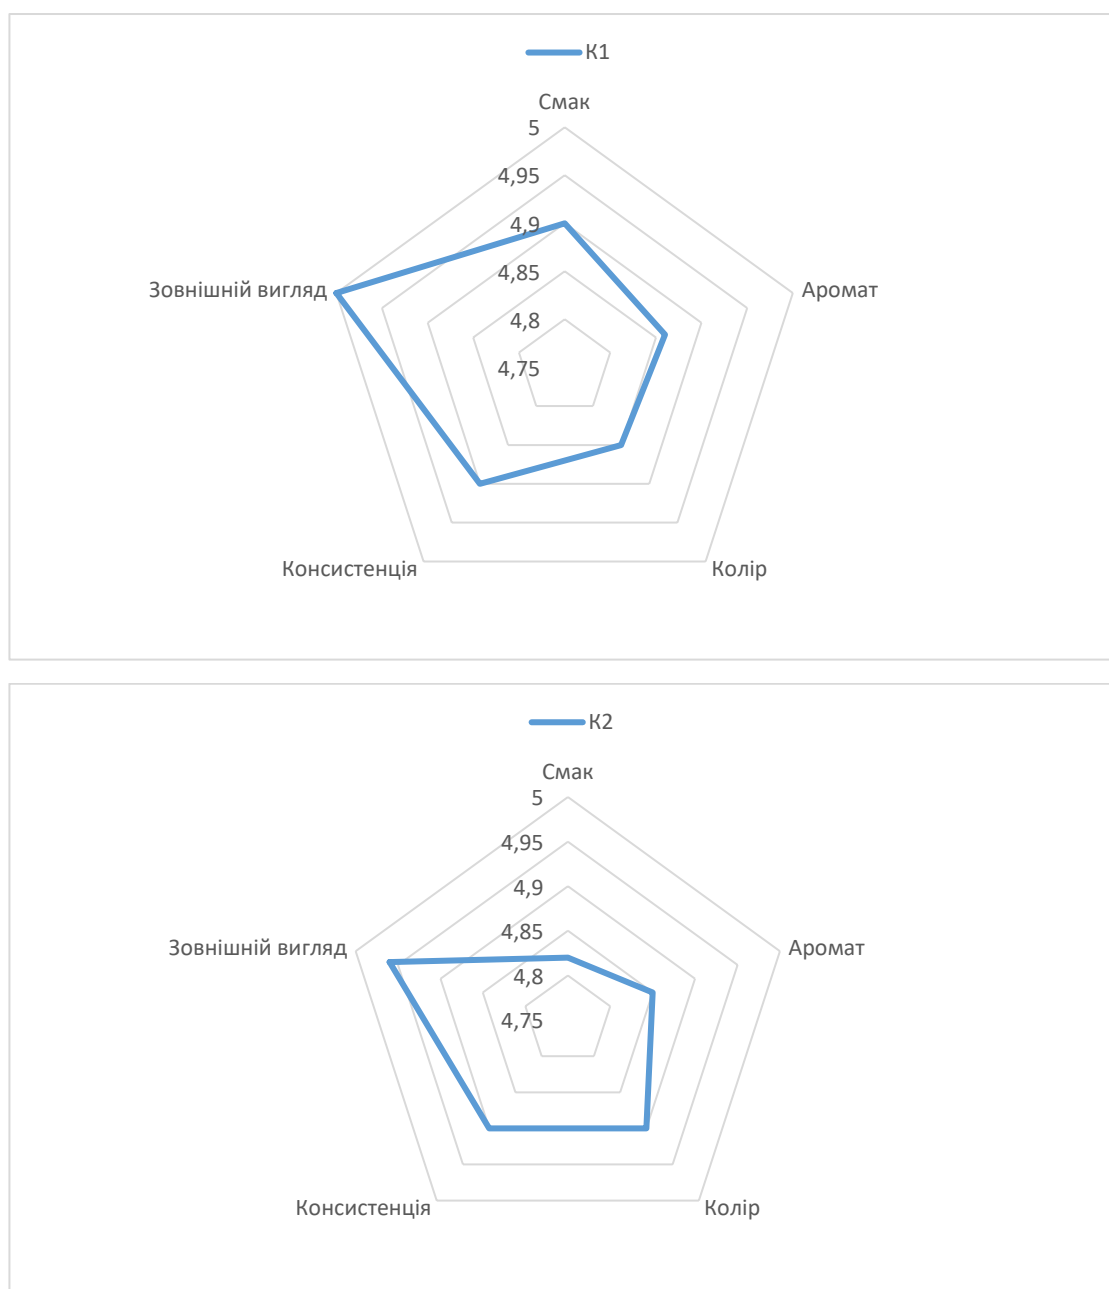 К1
Смак
5
4,95
4,9
4,85
4,8
4,75
Зовнішній вигляд
Аромат
Консистенція
Колір
К2
Смак
5
4,95
4,9
4,85
4,8
4,75
Зовнішній вигляд
Аромат
Консистенція
Колір